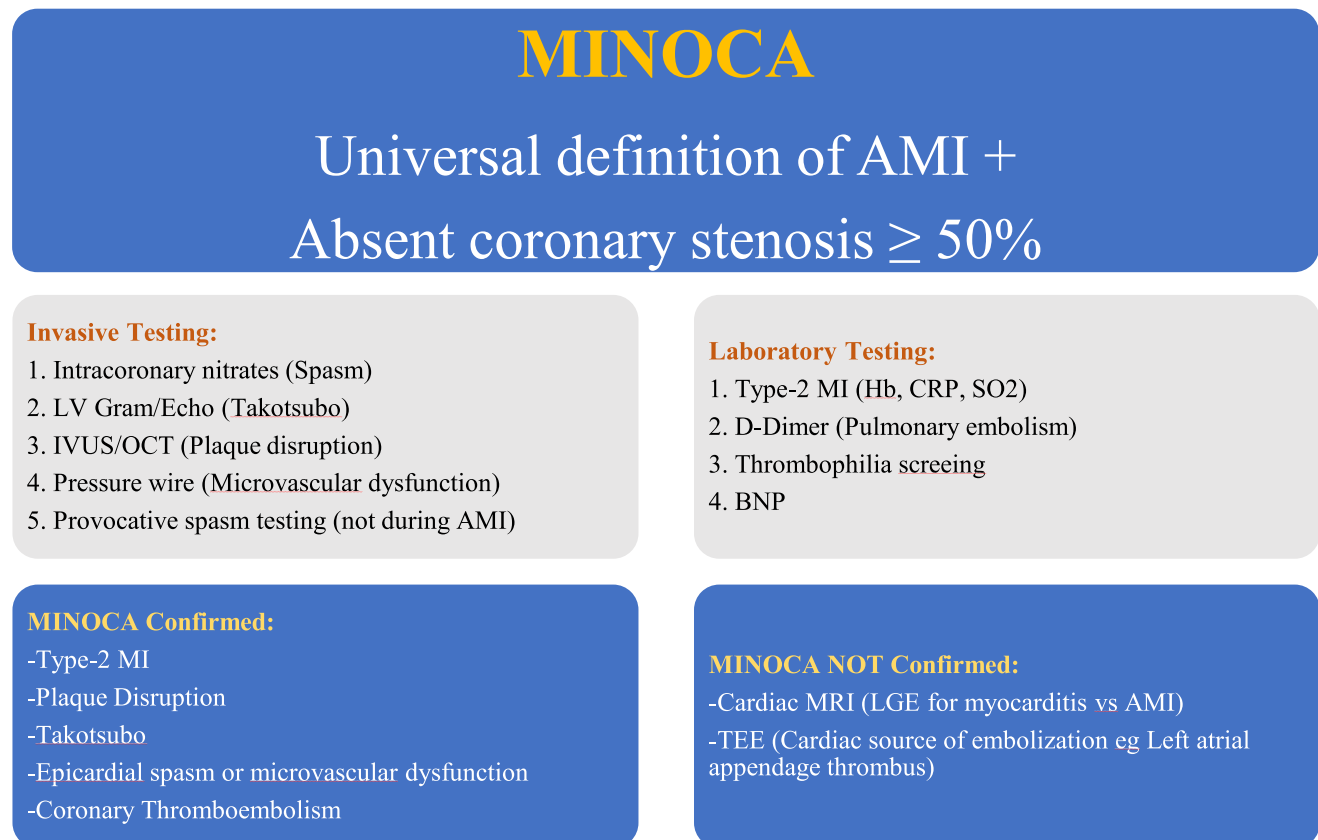 MINOCA
Universal definition of AMI +
Absent coronary stenosis ≥ 50%
Invasive Testing:
1. Intracoronary nitrates (Spasm)
2. LV Gram/Echo (Takotsubo)
3. IVUS/OCT (Plaque disruption)
4. Pressure wire (Microvascular dysfunction)
5. Provocative spasm testing (not during AMI)
Laboratory Testing:
1. Type-2 MI (Hb, CRP, SO2)
2. D-Dimer (Pulmonary embolism)
3. Thrombophilia screeing
4. BNP
MINOCA Confirmed:
-Type-2 MI
-Plaque Disruption
-Takotsubo
-Epicardial spasm or microvascular dysfunction
-Coronary Thromboembolism
MINOCA NOT Confirmed:
-Cardiac MRI (LGE for myocarditis vs AMI)
-TEE (Cardiac source of embolization eg Left atrial
appendage thrombus)